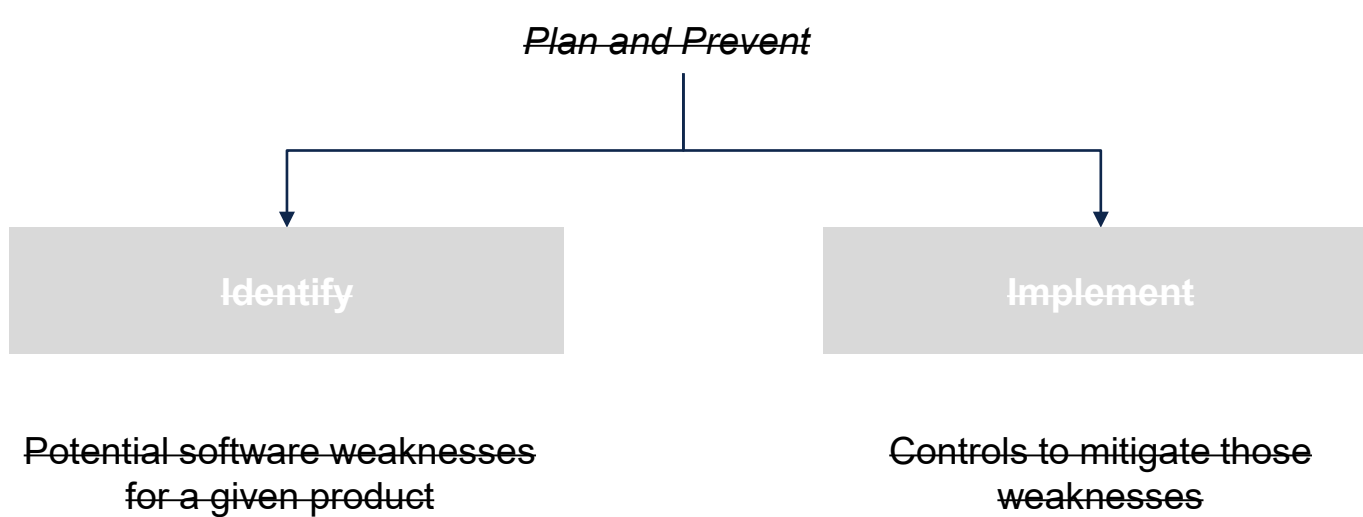 Plan and Prevent
Identify
Implement
Potential software weaknesses
for a given product
Controls to mitigate those
weaknesses